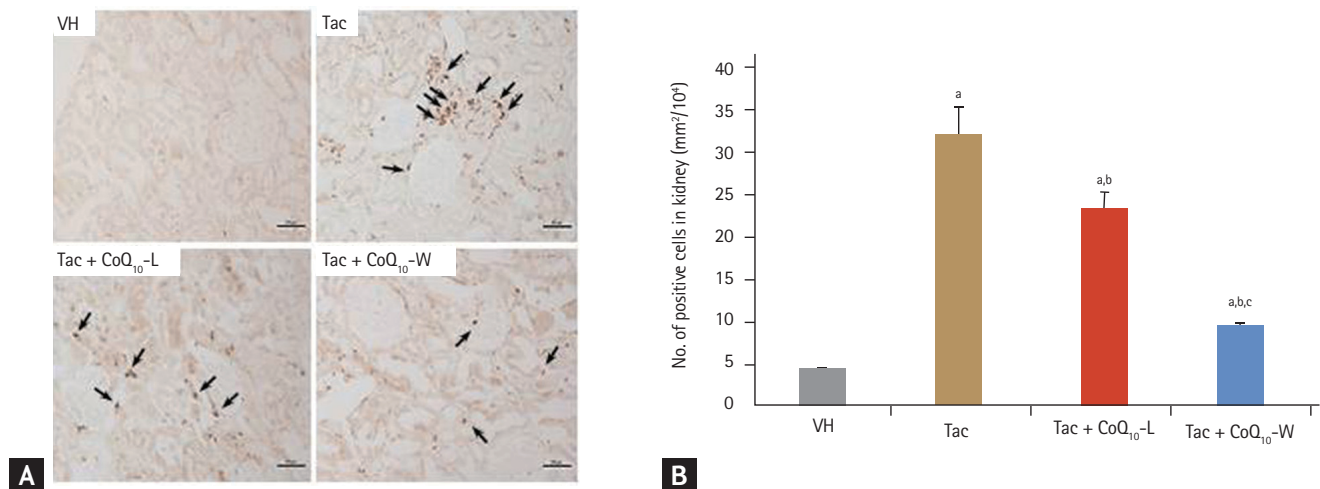 VH
Tac
Tac + CoQ10-L
Tac + CoQ10-W
A
No. of positive cells in kidney (mm²/10⁴)
40
35
30
25
20
15
10
5
0
a
a,b
a,b,c
VH
Tac
Tac + CoQ₁₀-L
Tac + CoQ₁₀-W
B